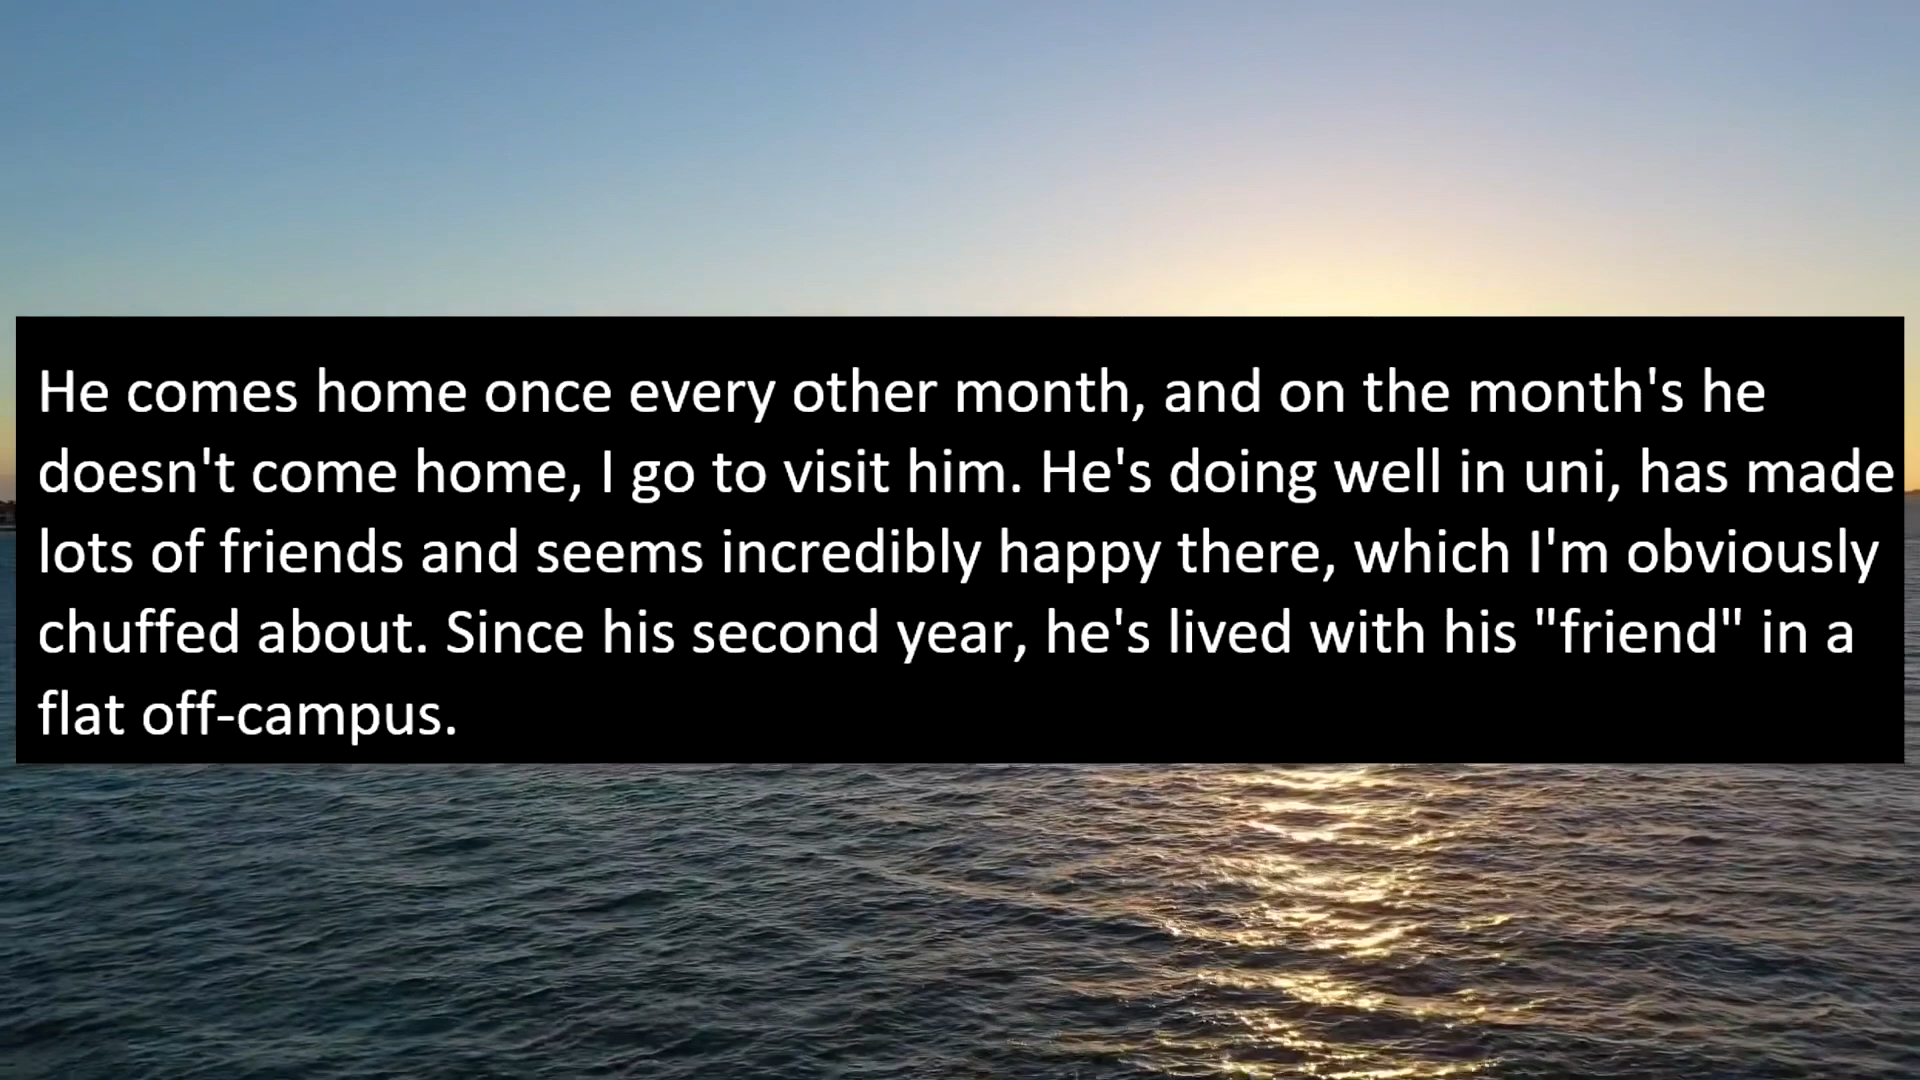 He comes home once every other month, and on the month's he
doesn't come home, I go to visit him. He's doing well in uni, has made
lots of friends and seems incredibly happy there, which I'm obviously
chuffed about. Since his second year, he's lived with his "friend" in a
flat off-campus.